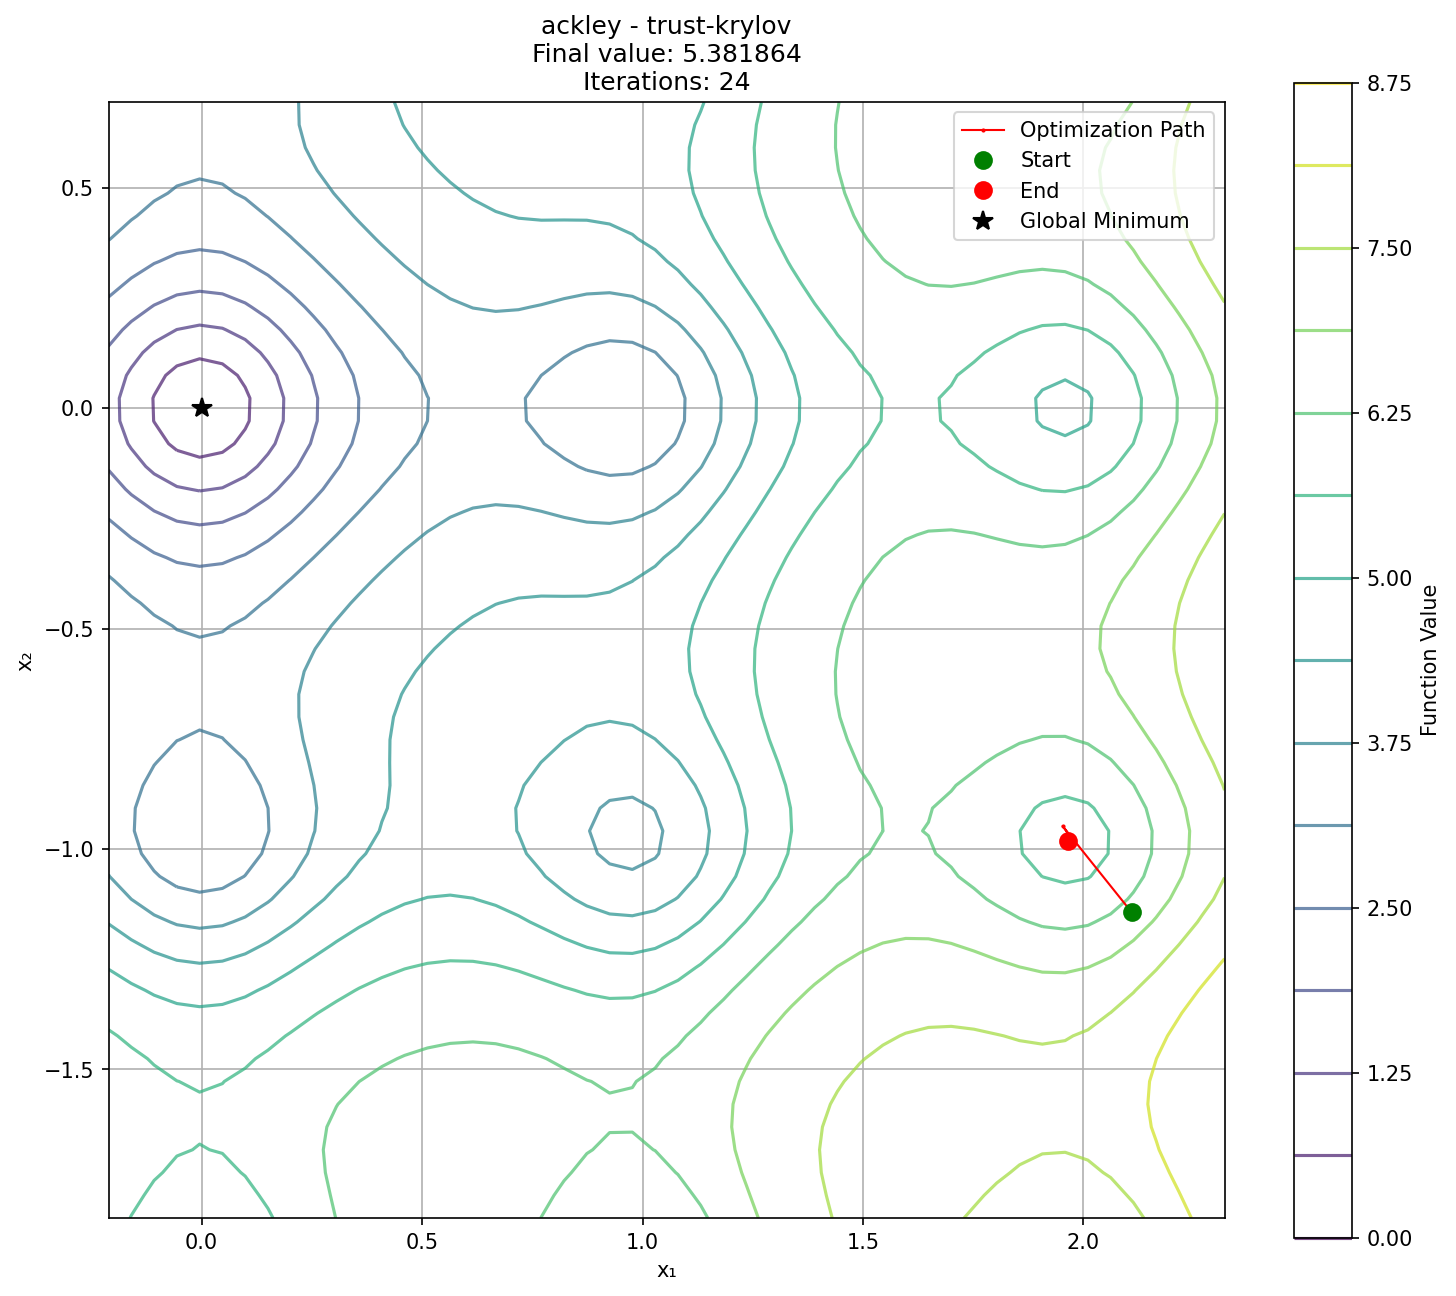 ackley - trust-krylov
Final value: 5.381864
Iterations: 24
Optimization Path
Start
End
Global Minimum
0.5
0.0
−0.5
−1.0
−1.5
x₂
0.0
0.5
1.0
1.5
2.0
x₁
8.75
7.50
6.25
5.00
3.75
2.50
1.25
0.00
Function Value